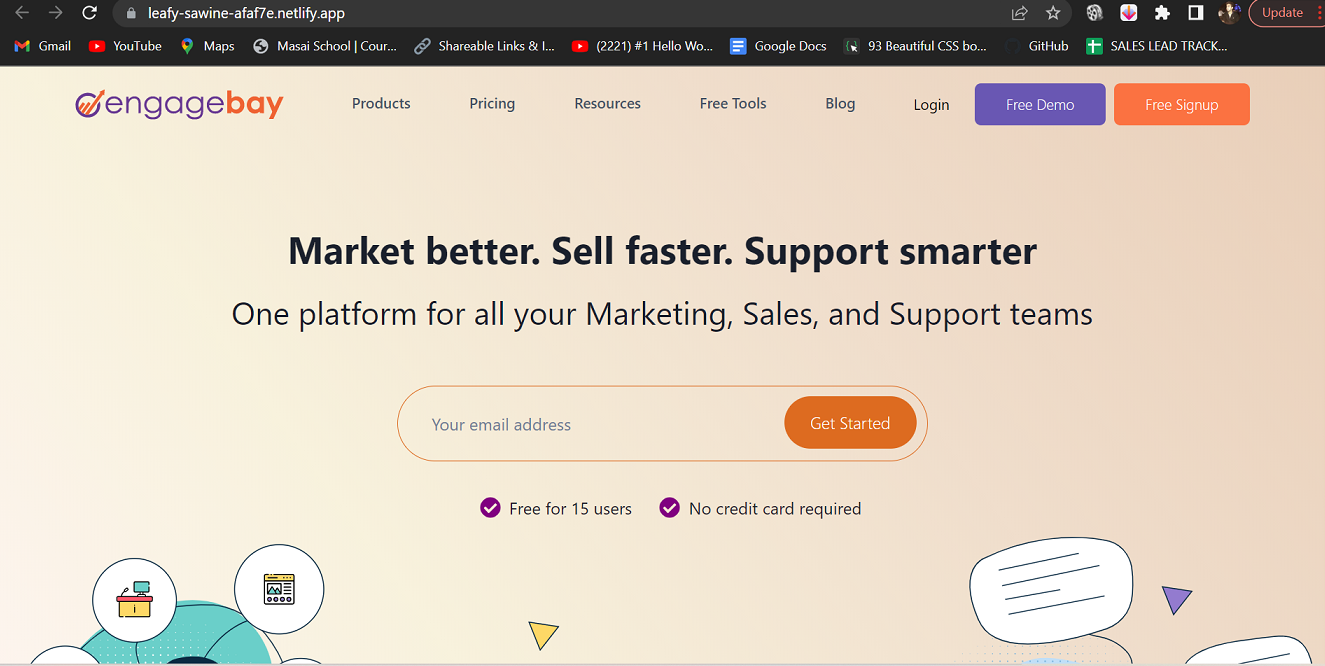 leafy-sawine-afaf7e.netlify.app
Update
Gmail YouTube Maps Masai School | Cour... Shareable Links & I... (2221) #1 Hello Wo... Google Docs 93 Beautiful CSS bo... GitHub SALES LEAD TRACK...
engagebay Products Pricing Resources Free Tools Blog Login Free Demo Free Signup
Market better. Sell faster. Support smarter
One platform for all your Marketing, Sales, and Support teams
Your email address Get Started
Free for 15 users No credit card required